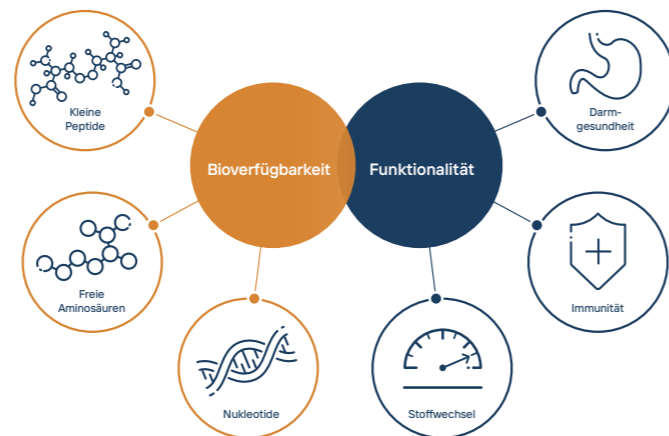 Kleine
Peptide
Darm-
gesundheit
Bioverfügbarkeit
Funktionalität
Freie
Aminosäuren
Immunität
Nukleotide
Stoffwechsel